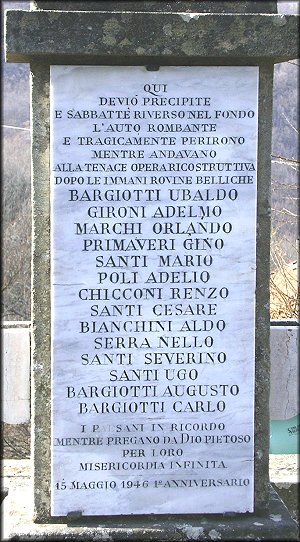 QUI
DEVIÒ PRECIPITE
E SABBATTÈ RIVERSO NEL FONDO
L'AUTO ROMBANTE
E TRAGICAMENTE PERIRONO
MENTRE ANDAVANO
ALLA TENACE OPERA RICOSTRUTTIVA
DOPO LE IMMANI ROVINE BELLICHE
BARGIOTTI UBALDO
GIRONI ADELMO
MARCHI ORLANDO
PRIMAVERI GINO
SANTI MARIO
POLI ADELIO
CHICCONI RENZO
SANTI CESARE
BIANCHINI ALDO
SERRA NELLO
SANTI SEVERINO
SANTI UGO
BARGIOTTI AUGUSTO
BARGIOTTI CARLO
I PAESANI IN RICORDO
MENTRE PREGANO DA DIO PIETOSO
PER LORO
MISERICORDIA INFINITA
15 MAGGIO 1946 1º ANNIVERSARIO